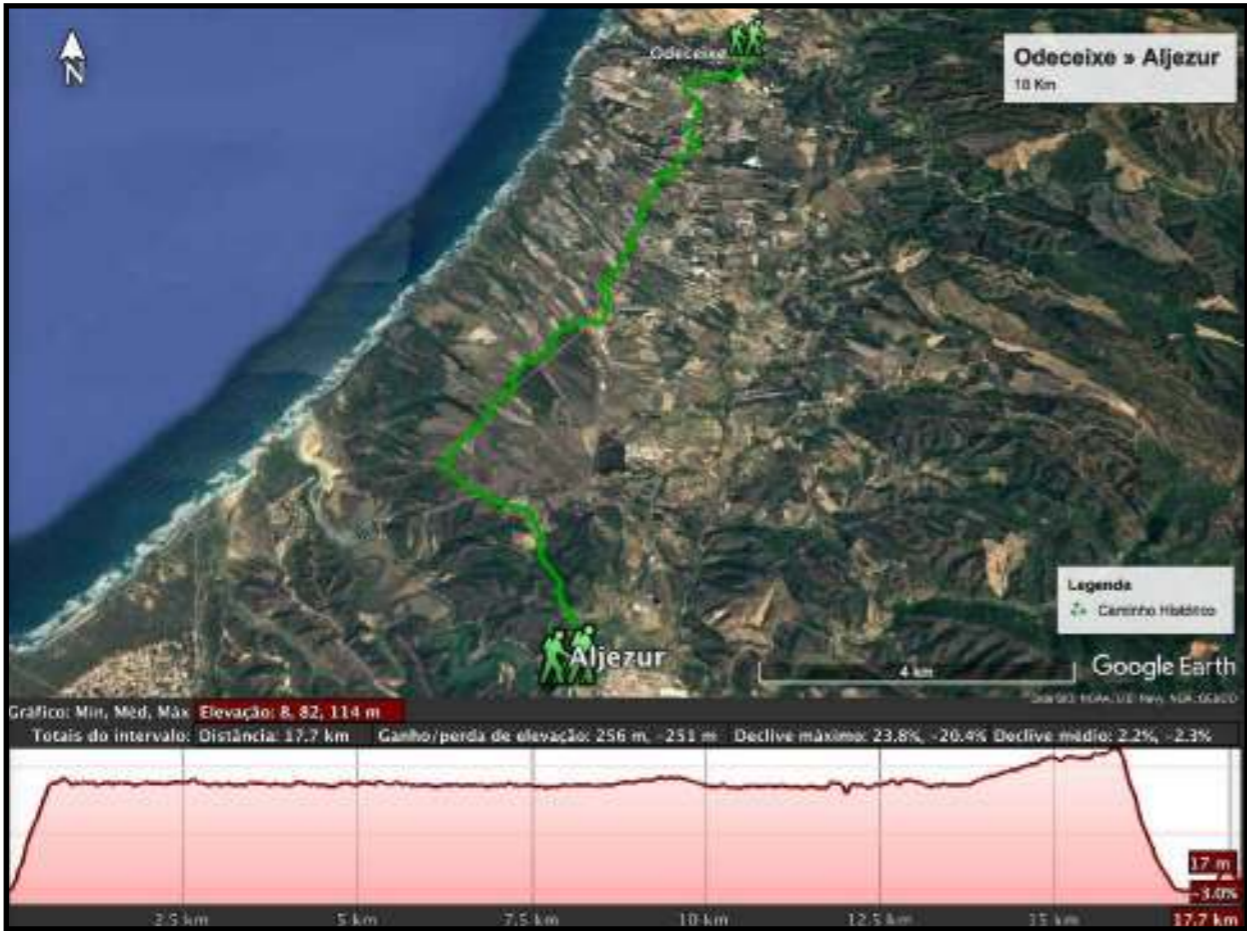 N
Odeceixe
Odeceixe » Aljezur
18 Km
Aljezur
Legenda
Caminho Histórico
4 km
Google Earth
Gráfico: Min, Méd, Máx Elevação: 8, 82, 114 m
Totais do intervalo: Distância: 17.7 km Ganho/perda de elevação: 256 m, -251 m Declive máximo: 23.8%, -20.4% Declive médio: 2.2%, -2.3%
17 m
-3.0%
2.5 km 5 km 7.5 km 10 km 12.5 km 15 km 17.7 km